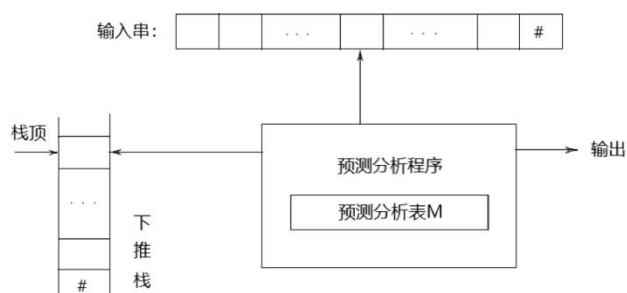 输入串:
. . .
. . .
#
栈顶
预测分析程序
输出
预测分析表M
. . .
下
推
栈
#